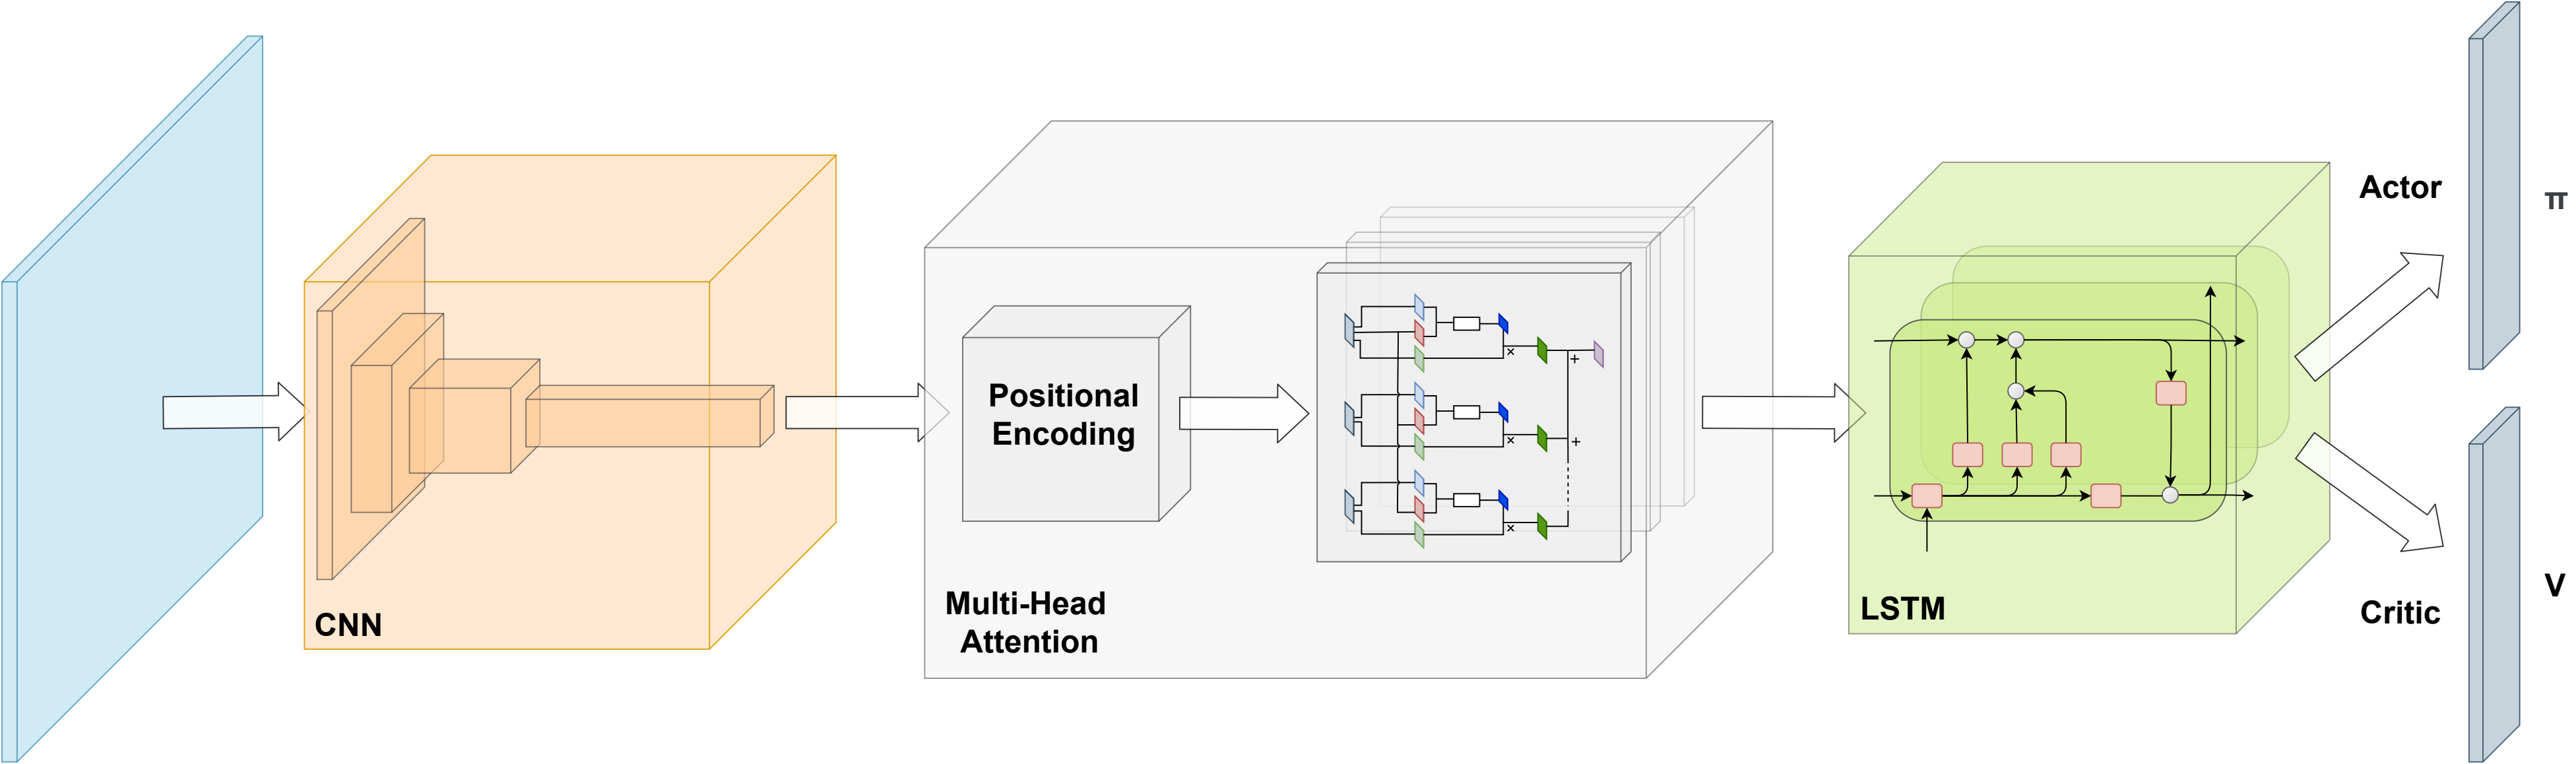 CNN
Positional
Encoding
Multi-Head
Attention
×
+
×
+
×
LSTM
Actor
π
Critic
V